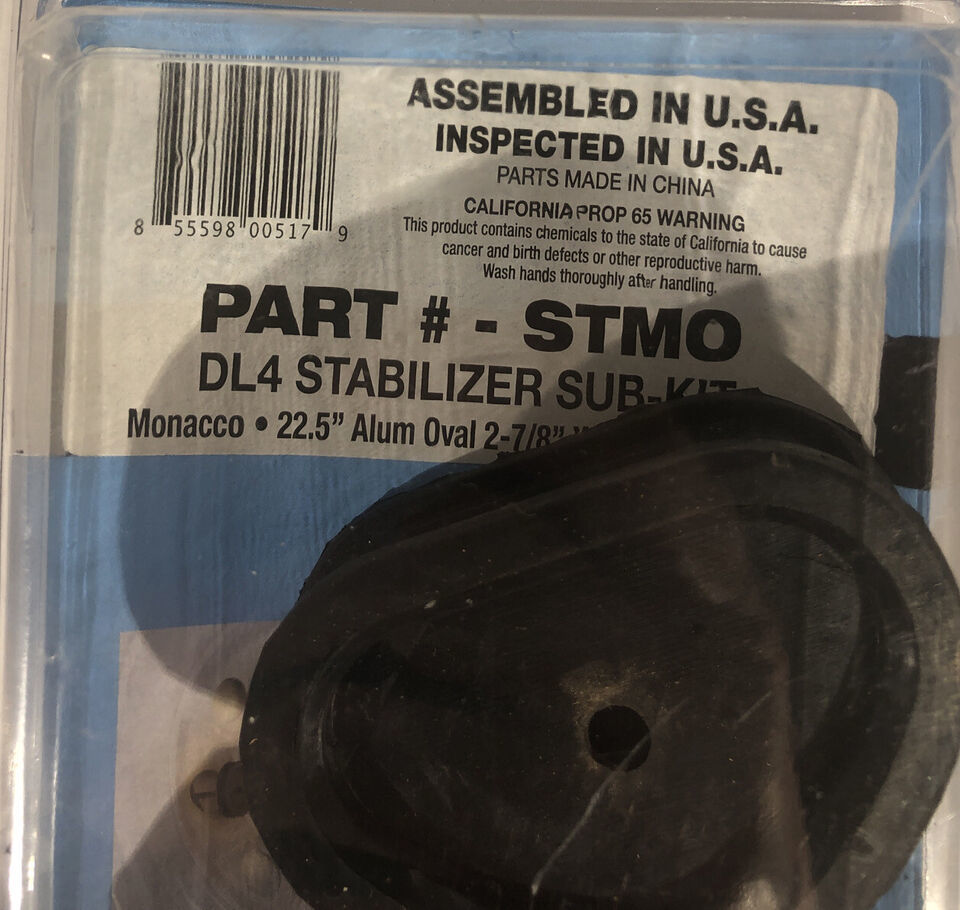 ASSEMBLED IN U.S.A.
INSPECTED IN U.S.A.
PARTS MADE IN CHINA
CALIFORNIA PROP 65 WARNING
This product contains chemicals to the state of California to cause
cancer and birth defects or other reproductive harm.
Wash hands thoroughly after handling.
8 55598 00517 9
PART # - STMO
DL4 STABILIZER SUB-KIT
Monacco • 22.5” Alum Oval 2-7/8”